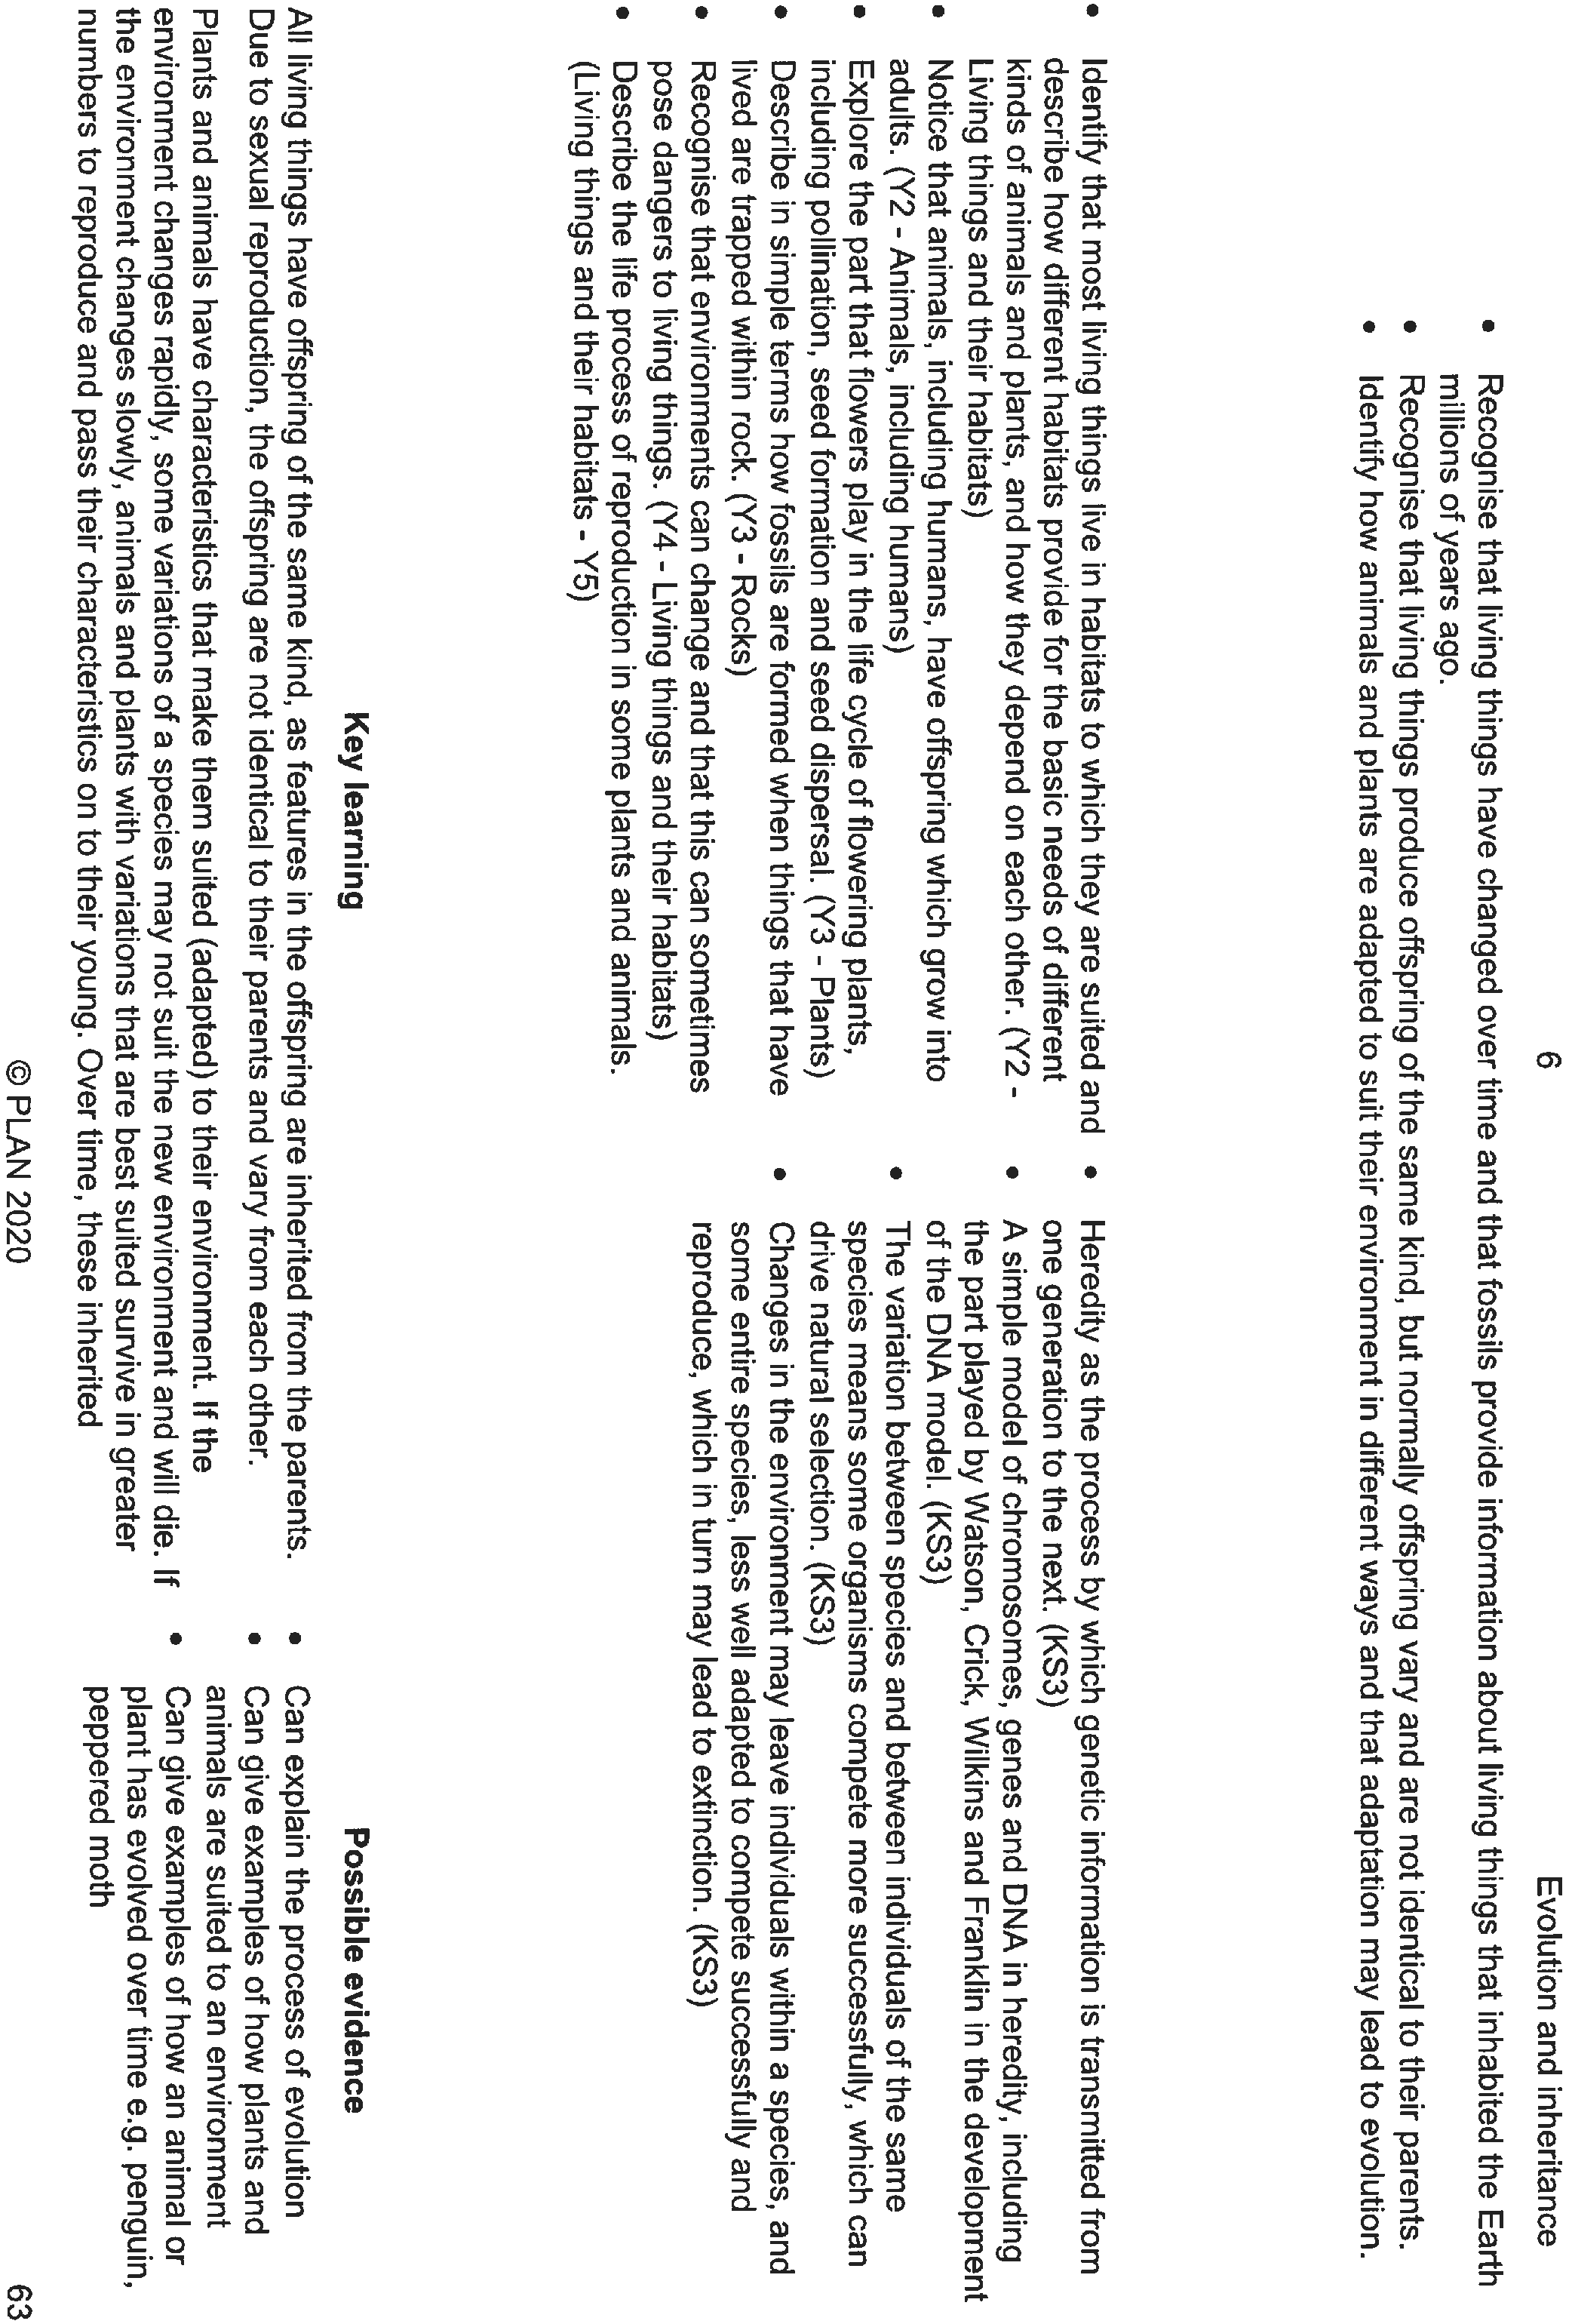 6
Evolution and inheritance
• Recognise that living things have changed over time and that fossils provide information about living things that inhabited the Earth
millions of years ago.
• Recognise that living things produce offspring of the same kind, but normally offspring vary and are not identical to their parents.
• Identify how animals and plants are adapted to suit their environment in different ways and that adaptation may lead to evolution.
• Identify that most living things live in habitats to which they are suited and
describe how different habitats provide for the basic needs of different
kinds of animals and plants, and how they depend on each other. (Y2 -
Living things and their habitats)
• Notice that animals, including humans, have offspring which grow into
adults. (Y2 - Animals, including humans)
• Explore the part that flowers play in the life cycle of flowering plants,
including pollination, seed formation and seed dispersal. (Y3 - Plants)
• Describe in simple terms how fossils are formed when things that have
lived are trapped within rock. (Y3 - Rocks)
• Recognise that environments can change and that this can sometimes
pose dangers to living things. (Y4 - Living things and their habitats)
• Describe the life process of reproduction in some plants and animals.
(Living things and their habitats - Y5)
• Heredity as the process by which genetic information is transmitted from
one generation to the next. (KS3)
• A simple model of chromosomes, genes and DNA in heredity, including
the part played by Watson, Crick, Wilkins and Franklin in the development
of the DNA model. (KS3)
• The variation between species and between individuals of the same
species means some organisms compete more successfully, which can
drive natural selection. (KS3)
• Changes in the environment may leave individuals within a species, and
some entire species, less well adapted to compete successfully and
reproduce, which in turn may lead to extinction. (KS3)
Key learning
All living things have offspring of the same kind, as features in the offspring are inherited from the parents.
Due to sexual reproduction, the offspring are not identical to their parents and vary from each other.
Plants and animals have characteristics that make them suited (adapted) to their environment. If the
environment changes rapidly, some variations of a species may not suit the new environment and will die. If
the environment changes slowly, animals and plants with variations that are best suited survive in greater
numbers to reproduce and pass their characteristics on to their young. Over time, these inherited
Possible evidence
• Can explain the process of evolution
• Can give examples of how plants and
animals are suited to an environment
• Can give examples of how an animal or
plant has evolved over time e.g. penguin,
peppered moth
© PLAN 2020
63